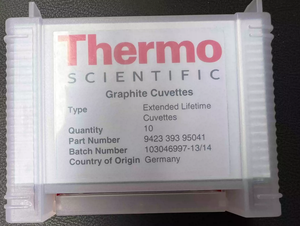 Thermo
SCIENTIFIC
Graphite Cuvettes
Type Extended Lifetime
Cuvettes
Quantity 10
Part Number 9423 393 95041
Batch Number 103046997-13/14
Country of Origin Germany